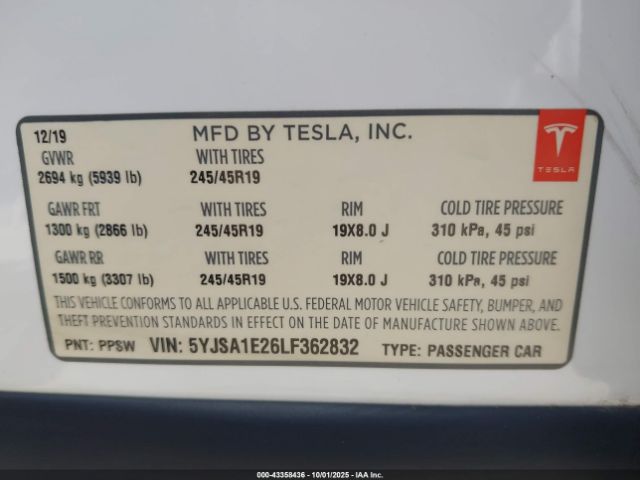 12/19 MFD BY TESLA, INC.
GVWR WITH TIRES
2694 kg (5939 lb) 245/45R19
TESLA
GAWR FRT WITH TIRES RIM COLD TIRE PRESSURE
1300 kg (2866 lb) 245/45R19 19X8.0 J 310 kPa, 45 psi
GAWR RR WITH TIRES RIM COLD TIRE PRESSURE
1500 kg (3307 lb) 245/45R19 19X8.0 J 310 kPa, 45 psi
THIS VEHICLE CONFORMS TO ALL APPLICABLE U.S. FEDERAL MOTOR VEHICLE SAFETY, BUMPER, AND
THEFT PREVENTION STANDARDS IN EFFECT ON THE DATE OF MANUFACTURE SHOWN ABOVE.
PNT: PPSW VIN: 5YJSA1E26LF362832 TYPE: PASSENGER CAR
000-43358436 - 10/01/2025 - IAA Inc.